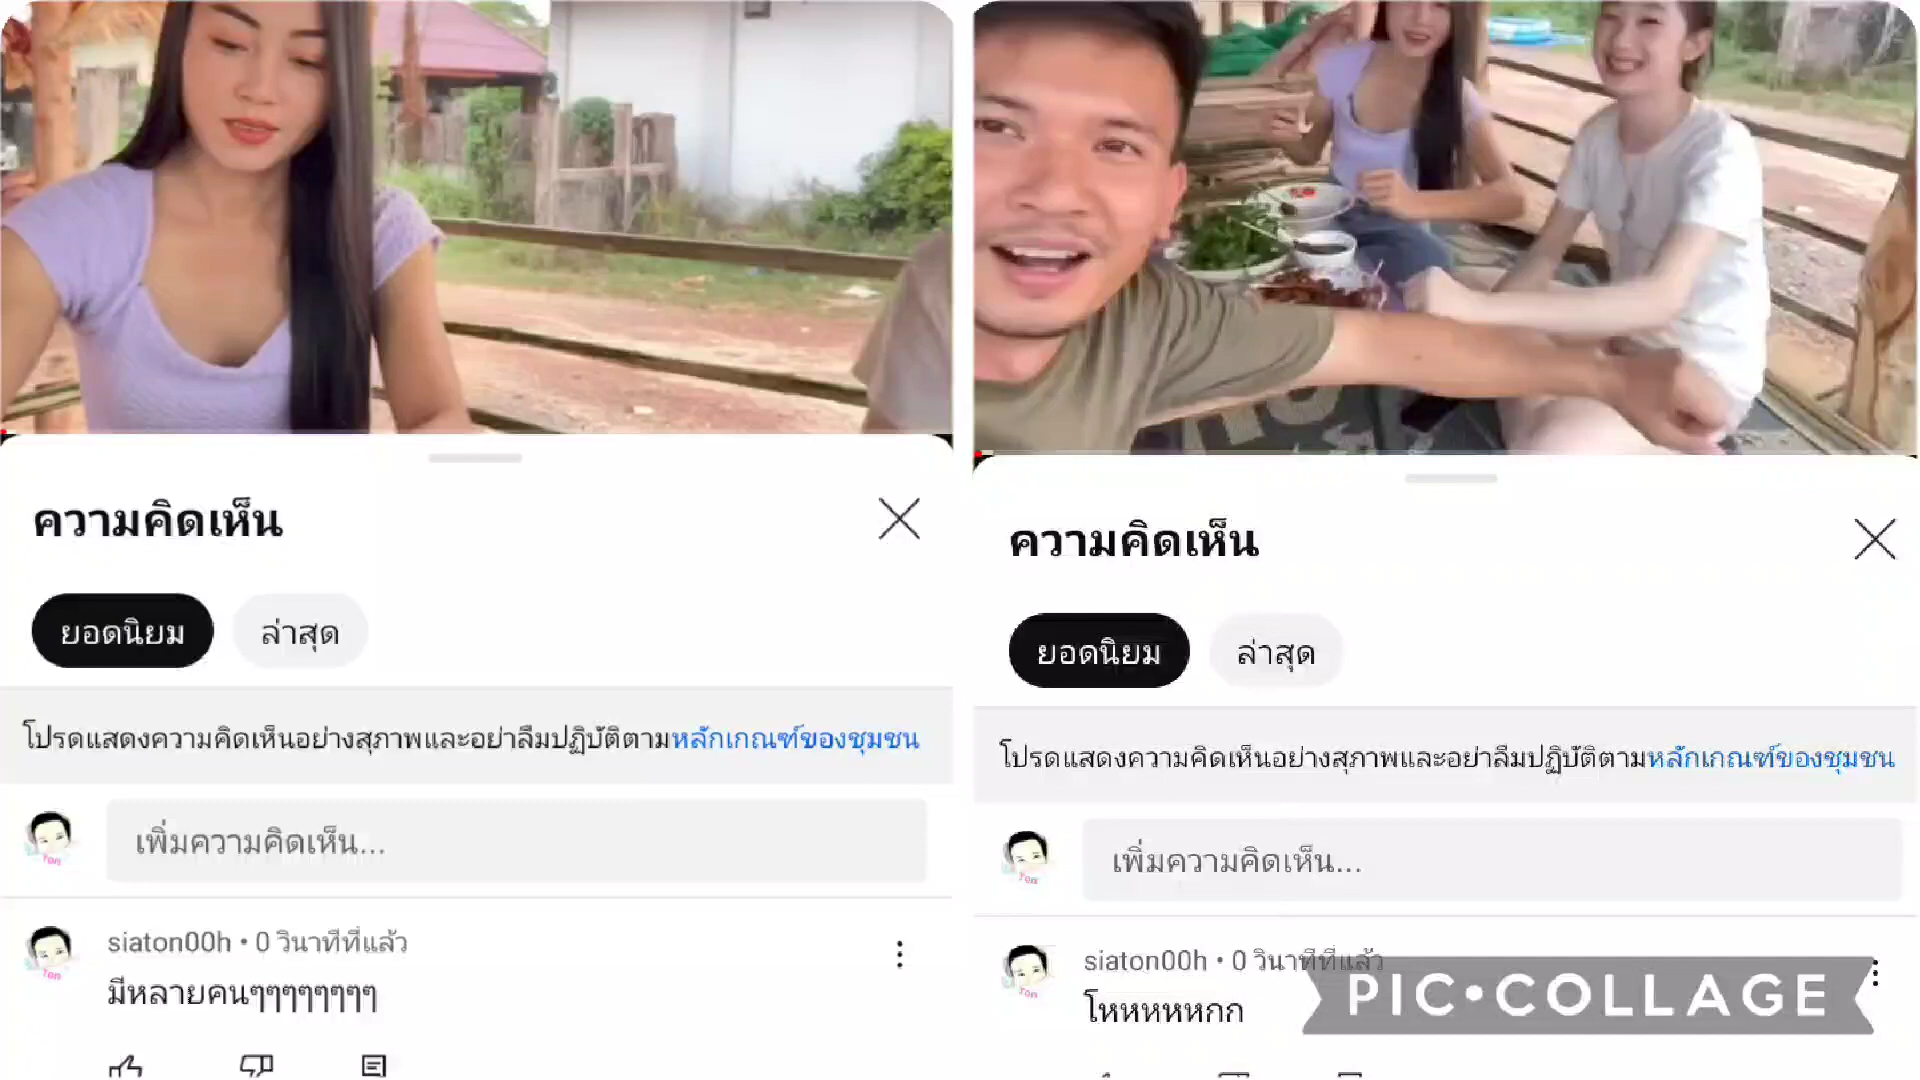 ความคิดเห็น
ยอดนิยม
ล่าสุด
โปรดแสดงความคิดเห็นอย่างสุภาพและอย่าลืมปฏิบัติตามหลักเกณฑ์ของชุมชน
Ton
เพิ่มความคิดเห็น...
Ton
siaton00h • 0 วินาทีที่แล้ว
มีหลายคนๆๆๆๆๆๆๆๆ
ความคิดเห็น
ยอดนิยม
ล่าสุด
โปรดแสดงความคิดเห็นอย่างสุภาพและอย่าลืมปฏิบัติตามหลักเกณฑ์ของชุมชน
Ton
เพิ่มความคิดเห็น...
Ton
siaton00h • 0 วินาทีที่แล้ว
โหหหหหกก
PIC•COLLAGE